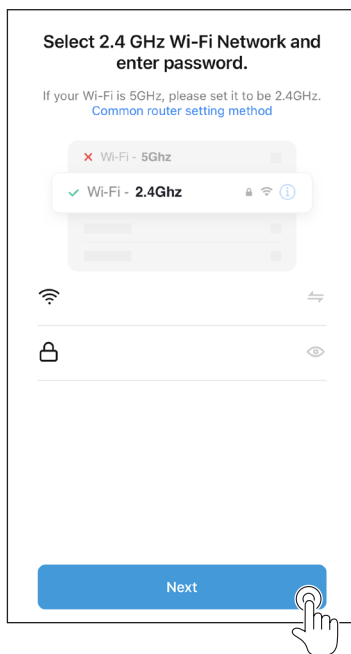 Select 2.4 GHz Wi-Fi Network and
enter password.
If your Wi-Fi is 5GHz, please set it to be 2.4GHz.
Common router setting method
Wi-Fi - 5Ghz
Wi-Fi - 2.4Ghz
Next